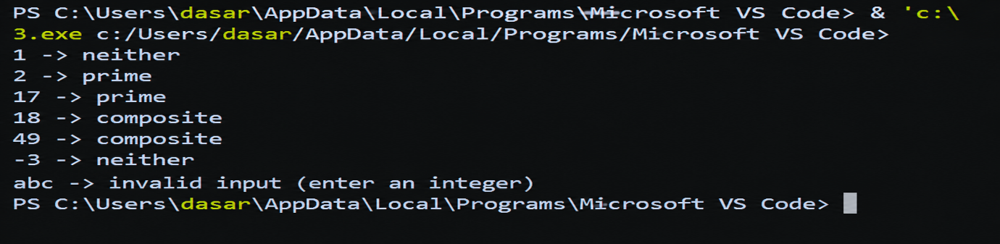 PS C:\Users\dasar\AppData\Local\Programs\Microsoft VS Code> & 'c:\
3.exe c:/Users/dasar/AppData/Local/Programs/Microsoft VS Code>
1 -> neither
2 -> prime
17 -> prime
18 -> composite
49 -> composite
-3 -> neither
abc -> invalid input (enter an integer)
PS C:\Users\dasar\AppData\Local\Programs\Microsoft VS Code>